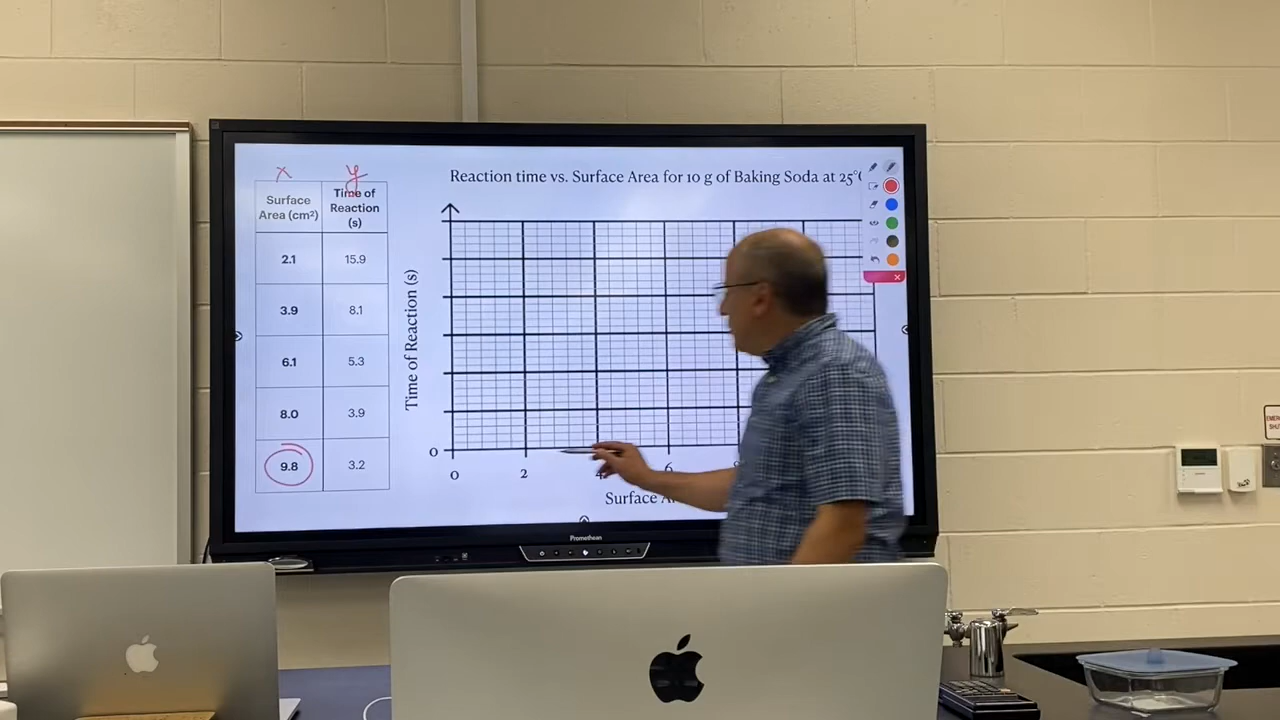 x y
Surface Area (cm²) Time of Reaction (s)
2.1 15.9
3.9 8.1
6.1 5.3
8.0 3.9
9.8 3.2
Reaction time vs. Surface Area for 10 g of Baking Soda at 25°
Time of Reaction (s)
0
0 2 4 6
Surface
Promethean